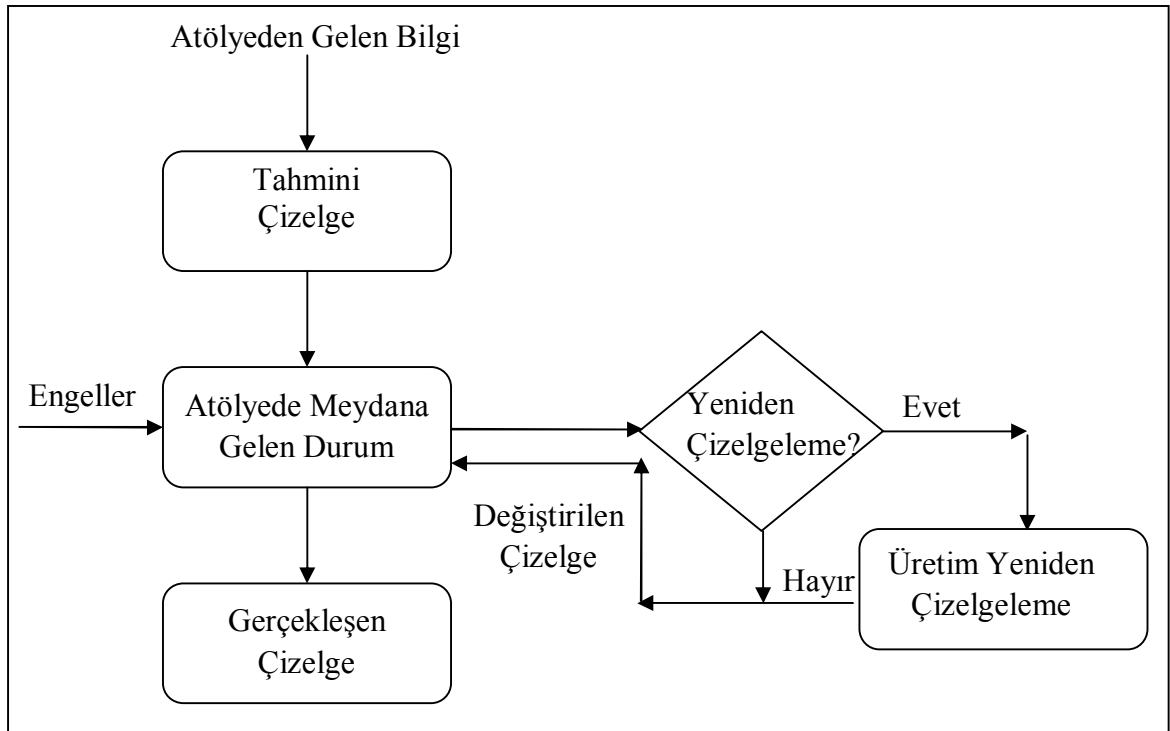 Atölyeden Gelen Bilgi
Tahmini
Çizelge
Engeller
Atölyede Meydana
Gelen Durum
Yeniden
Çizelgeleme?
Evet
Değiştirilen
Çizelge
Hayır
Üretim Yeniden
Çizelgeleme
Gerçekleşen
Çizelge